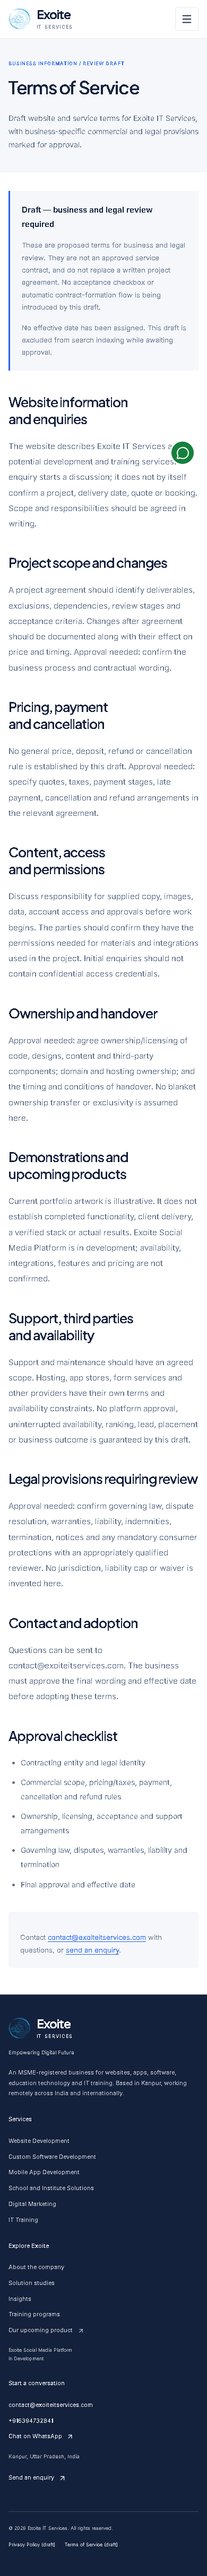 Exoite
IT SERVICES
BUSINESS INFORMATION / REVIEW DRAFT
Terms of Service
Draft website and service terms for Exoite IT Services,
with business-specific commercial and legal provisions
marked for approval.
Draft — business and legal review
required
These are proposed terms for business and legal
review. They are not an approved service
contract, and do not replace a written project
agreement. No acceptance checkbox or
automatic contract-formation flow is being
introduced by this draft.
No effective date has been assigned. This draft is
excluded from search indexing while awaiting
approval.
Website information
and enquiries
The website describes Exoite IT Services
potential development and training services.
enquiry starts a discussion; it does not by itself
confirm a project, delivery date, quote or booking.
Scope and responsibilities should be agreed in
writing.
Project scope and changes
A project agreement should identify deliverables,
exclusions, dependencies, review stages and
acceptance criteria. Changes after agreement
should be documented along with their effect on
price and timing. Approval needed: confirm the
business process and contractual wording.
Pricing, payment
and cancellation
No general price, deposit, refund or cancellation
rule is established by this draft. Approval needed:
specify quotes, taxes, payment stages, late
payment, cancellation and refund arrangements in
the relevant agreement.
Content, access
and permissions
Discuss responsibility for supplied copy, images,
data, account access and approvals before work
begins. The parties should confirm they have the
permissions needed for materials and integrations
used in the project. Initial enquiries should not
contain confidential access credentials.
Ownership and handover
Approval needed: agree ownership/licensing of
code, designs, content and third-party
components; domain and hosting ownership; and
the timing and conditions of handover. No blanket
ownership transfer or exclusivity is assumed
here.
Demonstrations and
upcoming products
Current portfolio artwork is illustrative. It does not
establish completed functionality, client delivery,
a verified stack or actual results. Exoite Social
Media Platform is in development; availability,
integrations, features and pricing are not
confirmed.
Support, third parties
and availability
Support and maintenance should have an agreed
scope. Hosting, app stores, form services and
other providers have their own terms and
availability constraints. No platform approval,
uninterrupted availability, ranking, lead, placement
or business outcome is guaranteed by this draft.
Legal provisions requiring review
Approval needed: confirm governing law, dispute
resolution, warranties, liability, indemnities,
termination, notices and any mandatory consumer
protections with an appropriately qualified
reviewer. No jurisdiction, liability cap or waiver is
invented here.
Contact and adoption
Questions can be sent to
contact@exoiteitservices.com. The business
must approve the final wording and effective date
before adopting these terms.
Approval checklist
• Contracting entity and legal identity
• Commercial scope, pricing/taxes, payment,
cancellation and refund rules
• Ownership, licensing, acceptance and support
arrangements
• Governing law, disputes, warranties, liability and
termination
• Final approval and effective date
Contact contact@exoiteitservices.com with
questions, or send an enquiry.
Exoite
IT SERVICES
Empowering Digital Future
An MSME-registered business for websites, apps, software,
education technology and IT training. Based in Kanpur, working
remotely across India and internationally.
Services
Website Development
Custom Software Development
Mobile App Development
School and Institute Solutions
Digital Marketing
IT Training
Explore Exoite
About the company
Solution studies
Insights
Training programs
Our upcoming product ↗
Exoite Social Media Platform
In Development
Start a conversation
contact@exoiteitservices.com
+916394732841
Chat on WhatsApp ↗
Kanpur, Uttar Pradesh, India
Send an enquiry ↗
© 2026 Exoite IT Services. All rights reserved.
Privacy Policy (draft) Terms of Service (draft)